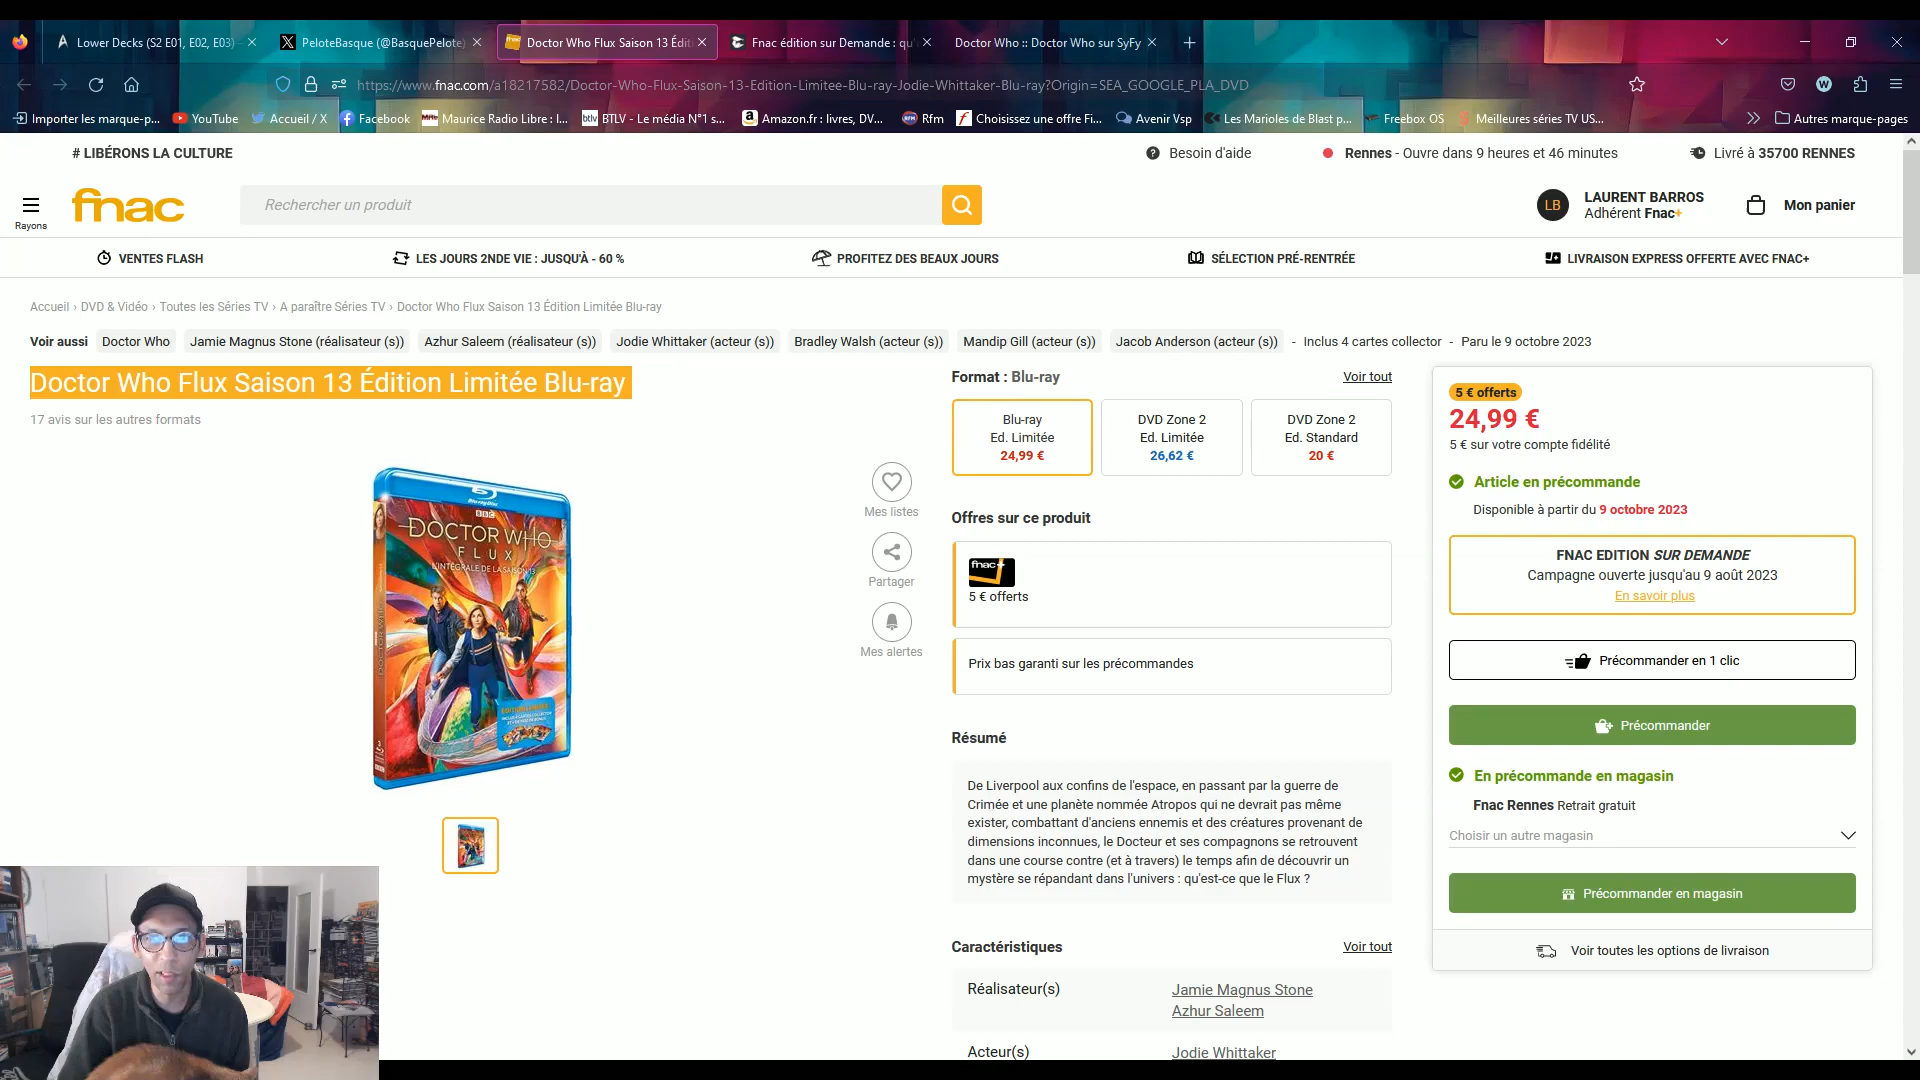 Lower Decks (S2 E01, E02, E03)
PeloteBasque (@BasquePelote)
Doctor Who Flux Saison 13 Édit
Fnac édition sur Demande : qu'
Doctor Who :: Doctor Who sur SyFy
https://www.fnac.com/a18217582/Doctor-Who-Flux-Saison-13-Edition-Limitee-Blu-ray-Jodie-Whittaker-Blu-ray?Origin=SEA_GOOGLE_PLA_DVD
W
Importer les marque-p...
YouTube
Accueil / X
Facebook
Maurice Radio Libre : l...
btlv BTLV - Le média N°1 s...
Amazon.fr : livres, DV...
Rfm
Choisissez une offre Fi...
Avenir Vsp
Les Marioles de Blast p...
Freebox OS
Meilleures séries TV US...
Autres marque-pages
# LIBÉRONS LA CULTURE
Besoin d'aide
Rennes - Ouvre dans 9 heures et 46 minutes
Livré à 35700 RENNES
Rayons
fnac
Rechercher un produit
LB
LAURENT BARROS
Adhérent Fnac+
Mon panier
VENTES FLASH
LES JOURS 2NDE VIE : JUSQU'À - 60 %
PROFITEZ DES BEAUX JOURS
SÉLECTION PRÉ-RENTRÉE
LIVRAISON EXPRESS OFFERTE AVEC FNAC+
Accueil › DVD & Vidéo › Toutes les Séries TV › A paraître Séries TV › Doctor Who Flux Saison 13 Édition Limitée Blu-ray
Voir aussi Doctor Who Jamie Magnus Stone (réalisateur (s)) Azhur Saleem (réalisateur (s)) Jodie Whittaker (acteur (s)) Bradley Walsh (acteur (s)) Mandip Gill (acteur (s)) Jacob Anderson (acteur (s)) - Inclus 4 cartes collector - Paru le 9 octobre 2023
Doctor Who Flux Saison 13 Édition Limitée Blu-ray
17 avis sur les autres formats
BBC
DOCTOR WHO
FLUX
L'INTÉGRALE DE LA SAISON 13
Mes listes
Partager
Mes alertes
Format : Blu-ray
Voir tout
Blu-ray
Ed. Limitée
24,99 €
DVD Zone 2
Ed. Limitée
26,62 €
DVD Zone 2
Ed. Standard
20 €
Offres sur ce produit
fnac+
5 € offerts
Prix bas garanti sur les précommandes
Résumé
De Liverpool aux confins de l'espace, en passant par la guerre de
Crimée et une planète nommée Atropos qui ne devrait pas même
exister, combattant d'anciens ennemis et des créatures provenant de
dimensions inconnues, le Docteur et ses compagnons se retrouvent
dans une course contre (et à travers) le temps afin de découvrir un
mystère se répandant dans l'univers : qu'est-ce que le Flux ?
Caractéristiques
Voir tout
Réalisateur(s)
Jamie Magnus Stone
Azhur Saleem
Acteur(s)
Jodie Whittaker
5 € offerts
24,99 €
5 € sur votre compte fidélité
Article en précommande
Disponible à partir du 9 octobre 2023
FNAC EDITION SUR DEMANDE
Campagne ouverte jusqu'au 9 août 2023
En savoir plus
Précommander en 1 clic
Précommander
En précommande en magasin
Fnac Rennes Retrait gratuit
Choisir un autre magasin
Précommander en magasin
Voir toutes les options de livraison